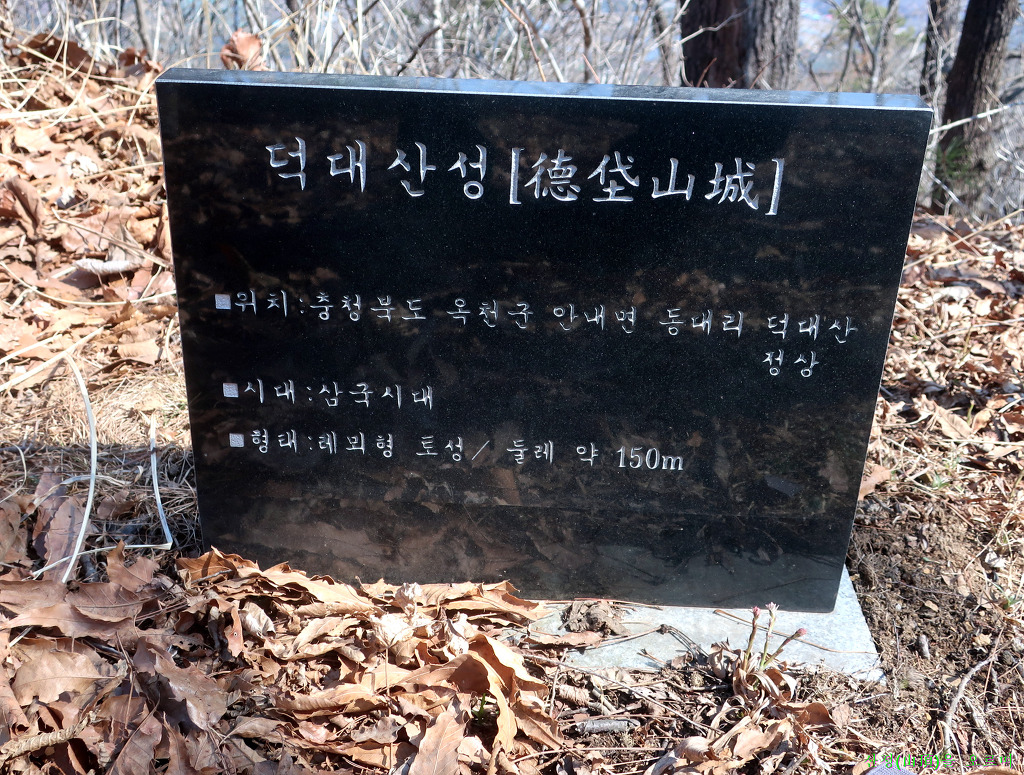 덕대산성[德垈山城]
▣위치:충청북도 옥천군 안내면 동대리 덕대산
정상
▣시대:삼국시대
▣형태:레뫼형 토성/ 둘레 약 150m